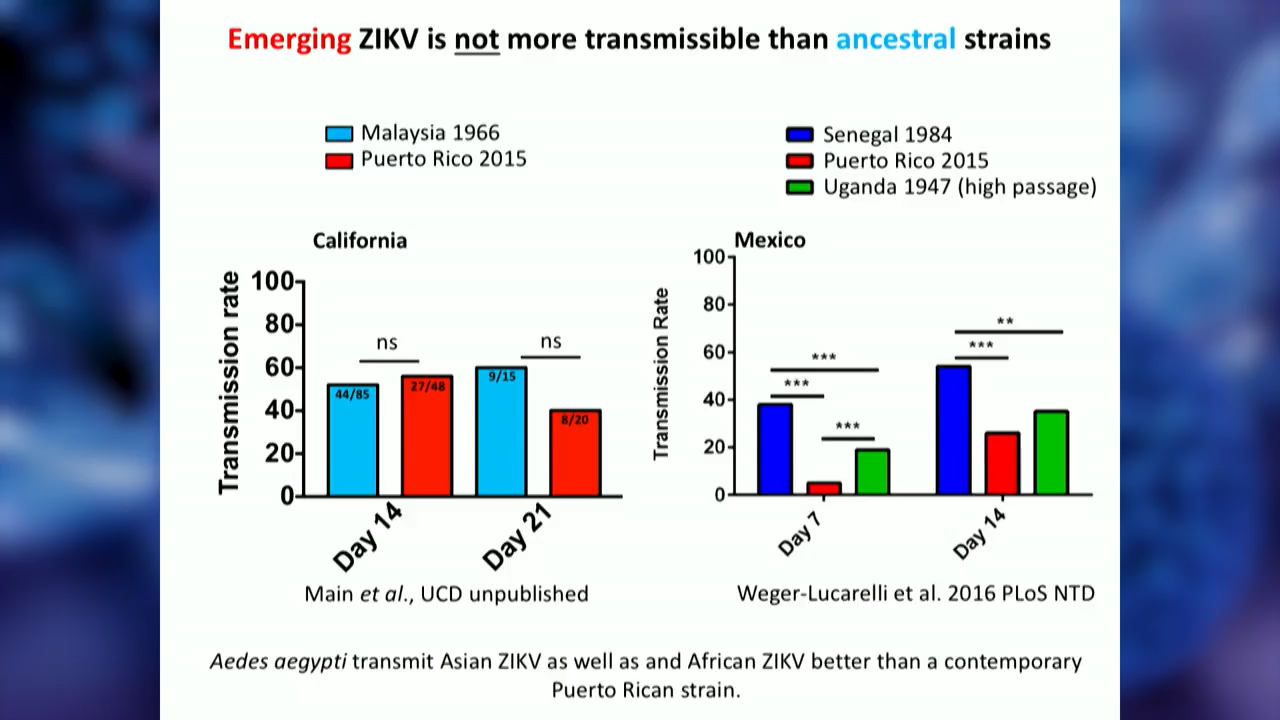 Emerging ZIKV is not more transmissible than ancestral strains
Malaysia 1966
Puerto Rico 2015
Senegal 1984
Puerto Rico 2015
Uganda 1947 (high passage)
California
Transmission rate
100
80
60
40
20
0
ns
ns
44/85
27/48
9/15
8/20
Day 14
Day 21
Main et al., UCD unpublished
Mexico
Transmission Rate
100
80
60
40
20
0
***
***
***
**
***
Day 7
Day 14
Weger-Lucarelli et al. 2016 PLoS NTD
Aedes aegypti transmit Asian ZIKV as well as and African ZIKV better than a contemporary
Puerto Rican strain.